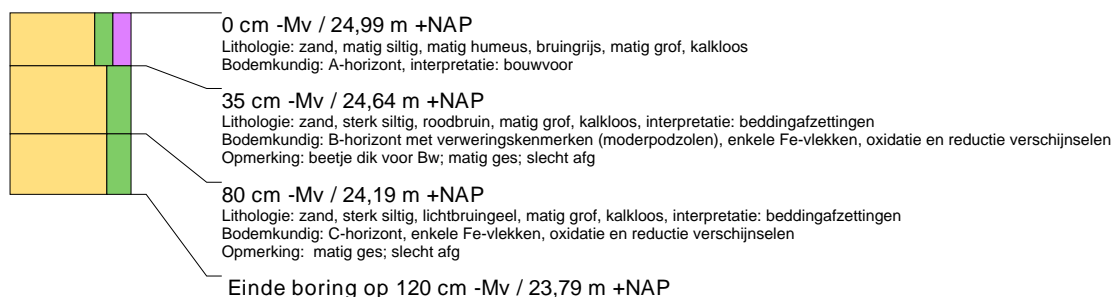 0 cm -Mv / 24,99 m +NAP
Lithologie: zand, matig siltig, matig humeus, bruingrijs, matig grof, kalkloos
Bodemkundig: A-horizont, interpretatie: bouwvoor
35 cm -Mv / 24,64 m +NAP
Lithologie: zand, sterk siltig, roodbruin, matig grof, kalkloos, interpretatie: beddingafzettingen
Bodemkundig: B-horizont met verweringskenmerken (moderpodzolen), enkele Fe-vlekken, oxidatie en reductie verschijnselen
Opmerking: beetje dik voor Bw; matig ges; slecht afg
80 cm -Mv / 24,19 m +NAP
Lithologie: zand, sterk siltig, lichtbruingeel, matig grof, kalkloos, interpretatie: beddingafzettingen
Bodemkundig: C-horizont, enkele Fe-vlekken, oxidatie en reductie verschijnselen
Opmerking: matig ges; slecht afg
Einde boring op 120 cm -Mv / 23,79 m +NAP